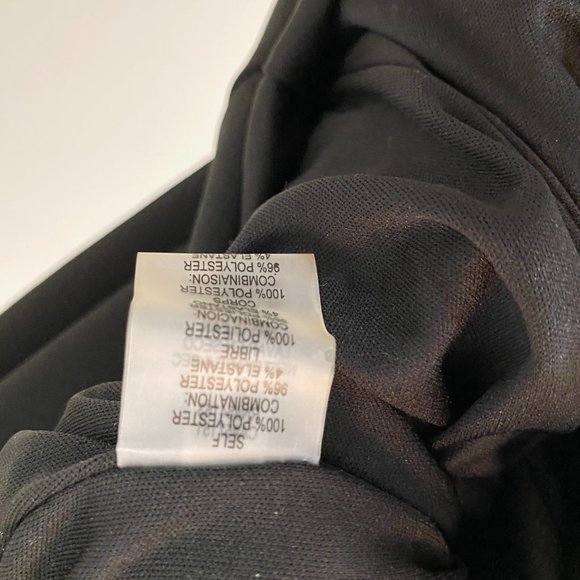 SELF
100% POLYESTER
COMBINATION:
96% POLYESTER
4% ELASTANE
LIBRE
100% POLIESTER
COMBINACION:
CORPS
100% POLYESTER
COMBINAISON:
96% POLYESTER
4% ELASTANE